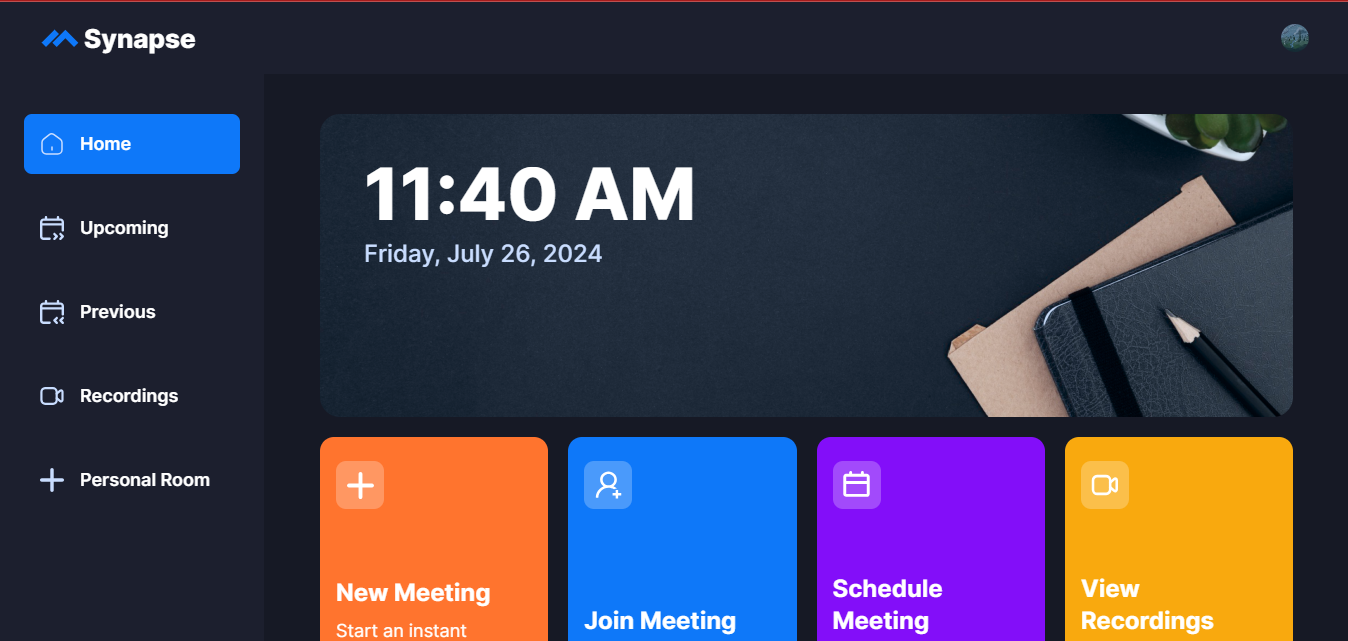 Synapse
Home
Upcoming
Previous
Recordings
Personal Room
11:40 AM
Friday, July 26, 2024
New Meeting
Start an instant
Join Meeting
Schedule
Meeting
View
Recordings